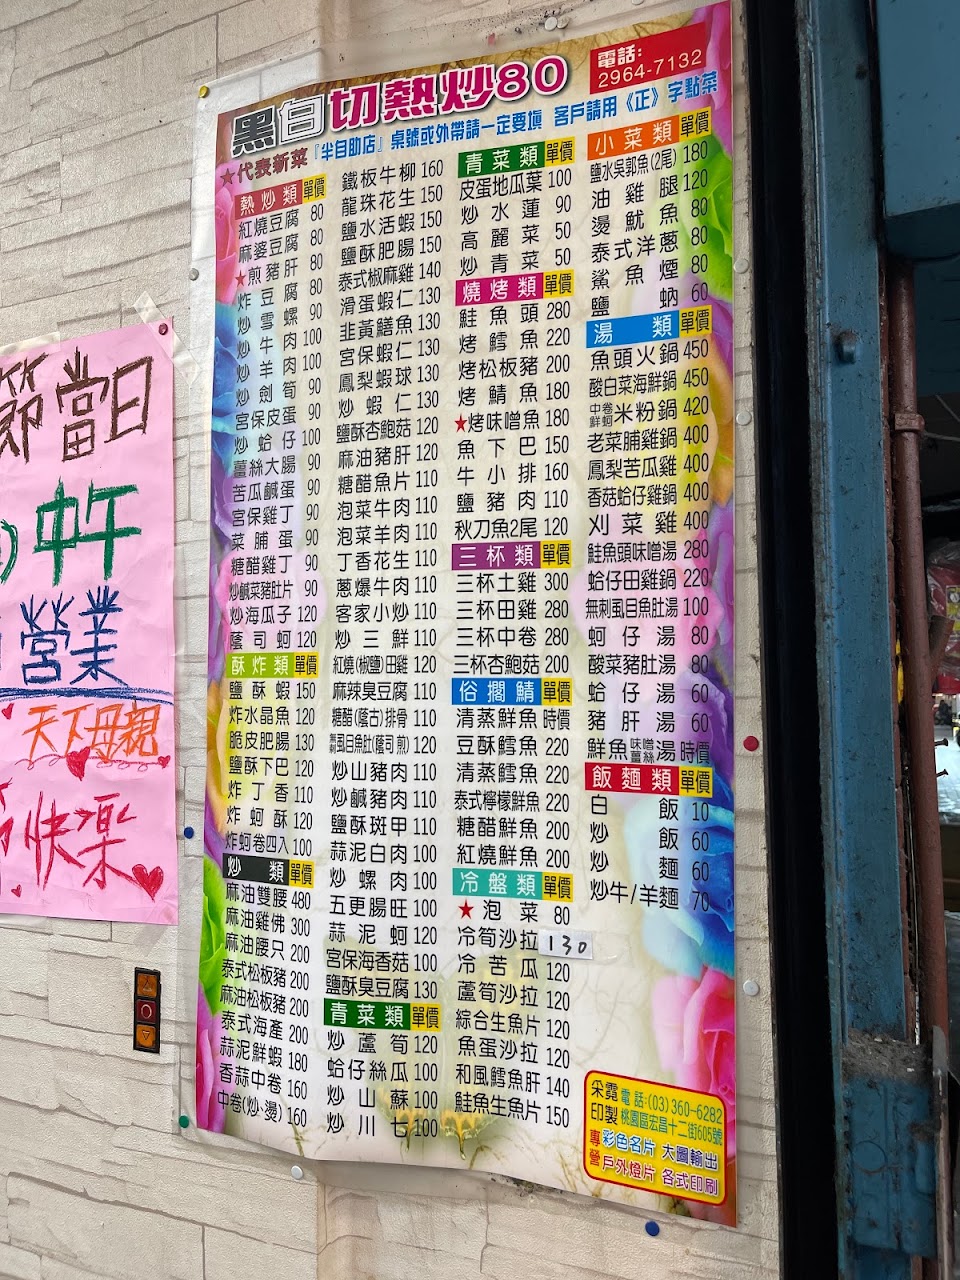 節當日
中午
營業
天下母親
節快樂
黑白切熱炒80
電話:
2964-7132
★代表新菜『半自助店』桌號或外帶請一定要填 客戶請用《正》字點菜
熱炒類 單價
紅燒豆腐 80
麻婆豆腐 80
★煎豬肝 80
炸豆腐 80
炒雪螺 90
炒牛肉 100
炒羊肉 100
炒劍筍 90
宮保皮蛋 90
炒蛤仔 100
薑絲大腸 90
苦瓜鹹蛋 90
宮保雞丁 90
菜脯蛋 90
糖醋雞丁 90
炒鹹菜豬肚片 90
炒海瓜子 120
蔭司蚵 120
酥炸類 單價
鹽酥蝦 150
炸水晶魚 120
脆皮肥腸 130
鹽酥下巴 120
炸丁香 110
炸蚵酥 120
炸蚵卷四入 100
炒類 單價
麻油雙腰 480
麻油雞佛 300
麻油腰只 200
泰式松板豬 200
麻油松板豬 200
泰式海產 200
蒜泥鮮蝦 180
香蒜中卷 160
中卷(炒.燙) 160
鐵板牛柳 160
龍珠花生 150
鹽水活蝦 150
鹽酥肥腸 150
泰式椒麻雞 140
滑蛋蝦仁 130
韭黃鱔魚 130
宮保蝦仁 130
鳳梨蝦球 130
炒蝦仁 130
鹽酥杏鮑菇 120
麻油豬肝 120
糖醋魚片 110
泡菜牛肉 110
泡菜羊肉 110
丁香花生 110
蔥爆牛肉 110
客家小炒 110
炒三鮮 110
紅燒(椒鹽)田雞 120
麻辣臭豆腐 110
糖醋(蔭古)排骨 110
無刺虱目魚肚(蔭司煎) 120
炒山豬肉 110
炒鹹豬肉 110
鹽酥斑甲 110
蒜泥白肉 100
炒螺肉 100
五更腸旺 100
蒜泥蚵 120
宮保海香菇 100
鹽酥臭豆腐 130
青菜類 單價
炒蘆筍 120
蛤仔絲瓜 100
炒山蘇 100
炒川七 100
青菜類 單價
皮蛋地瓜葉 100
炒水蓮 90
高麗菜 50
炒青菜 50
燒烤類 單價
鮭魚頭 280
烤鱈魚 220
烤松板豬 200
烤鯖魚 180
★烤味噌魚 180
魚下巴 150
牛小排 160
鹽豬肉 110
秋刀魚2尾 120
三杯類 單價
三杯土雞 300
三杯田雞 280
三杯中卷 280
三杯杏鮑菇 200
俗擱鯖 單價
清蒸鮮魚 時價
豆酥鱈魚 220
清蒸鱈魚 220
泰式檸檬鮮魚 220
糖醋鮮魚 200
紅燒鮮魚 200
冷盤類 單價
★泡菜 80
冷筍沙拉 130
冷苦瓜 120
蘆筍沙拉 120
綜合生魚片 120
魚蛋沙拉 120
和風鱈魚肝 140
鮭魚生魚片 150
小菜類 單價
鹽水吳郭魚(2尾) 180
油雞腿 120
燙魷魚 80
泰式洋蔥 80
鯊魚煙 80
鹽蚋 60
湯類 單價
魚頭火鍋 450
酸白菜海鮮鍋 450
中卷鮮蚵米粉鍋 420
老菜脯雞鍋 400
鳳梨苦瓜雞 400
香菇蛤仔雞鍋 400
刈菜雞 400
鮭魚頭味噌湯 280
蛤仔田雞鍋 220
無刺虱目魚肚湯 100
蚵仔湯 80
酸菜豬肚湯 80
蛤仔湯 60
豬肝湯 60
鮮魚味噌薑絲湯 時價
飯麵類 單價
白飯 10
炒飯 60
炒麵 60
炒牛/羊麵 70
采霓印製
電話:(03)360-6282
桃園區宏昌十二街605號
專營
彩色名片 大圖輸出
戶外燈片 各式印刷